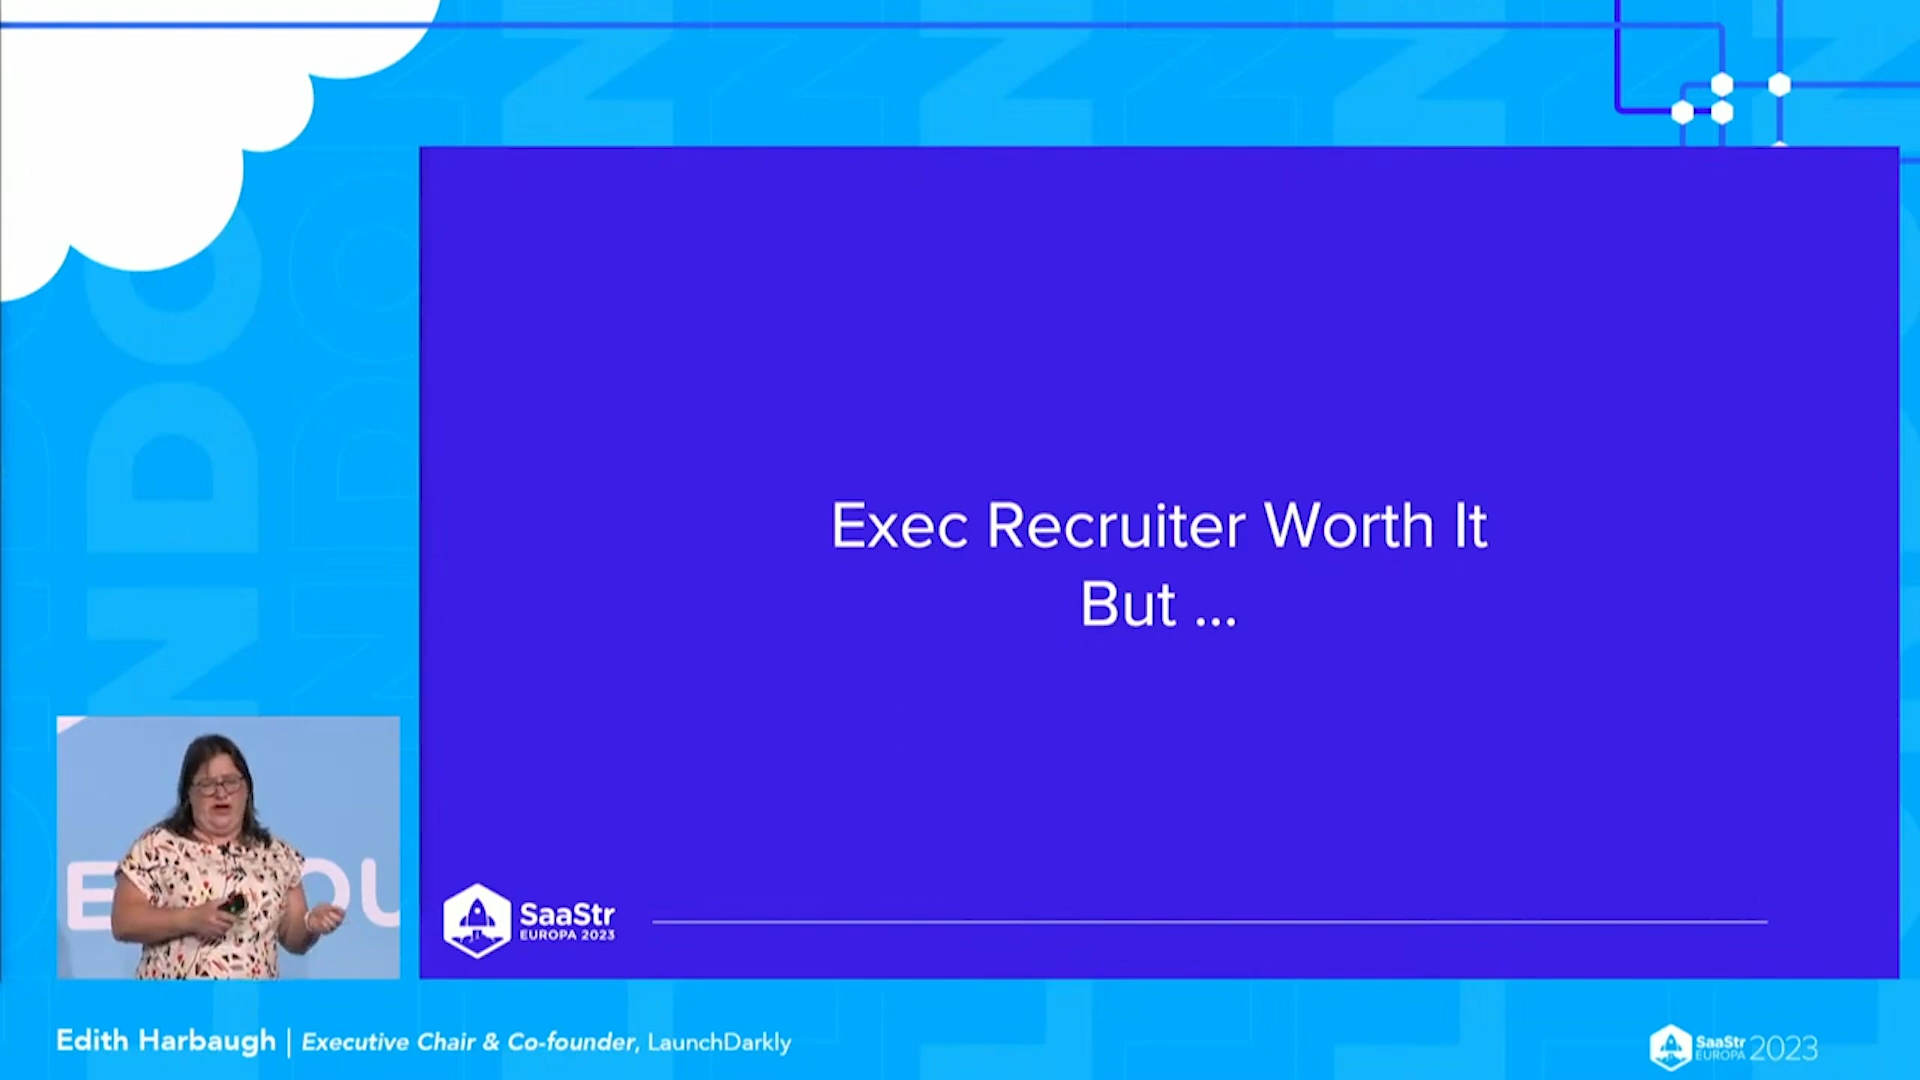 Exec Recruiter Worth It
But ...
SaaStr
EUROPA 2023
Edith Harbaugh | Executive Chair & Co-founder, LaunchDarkly
SaaStr
EUROPA 2023